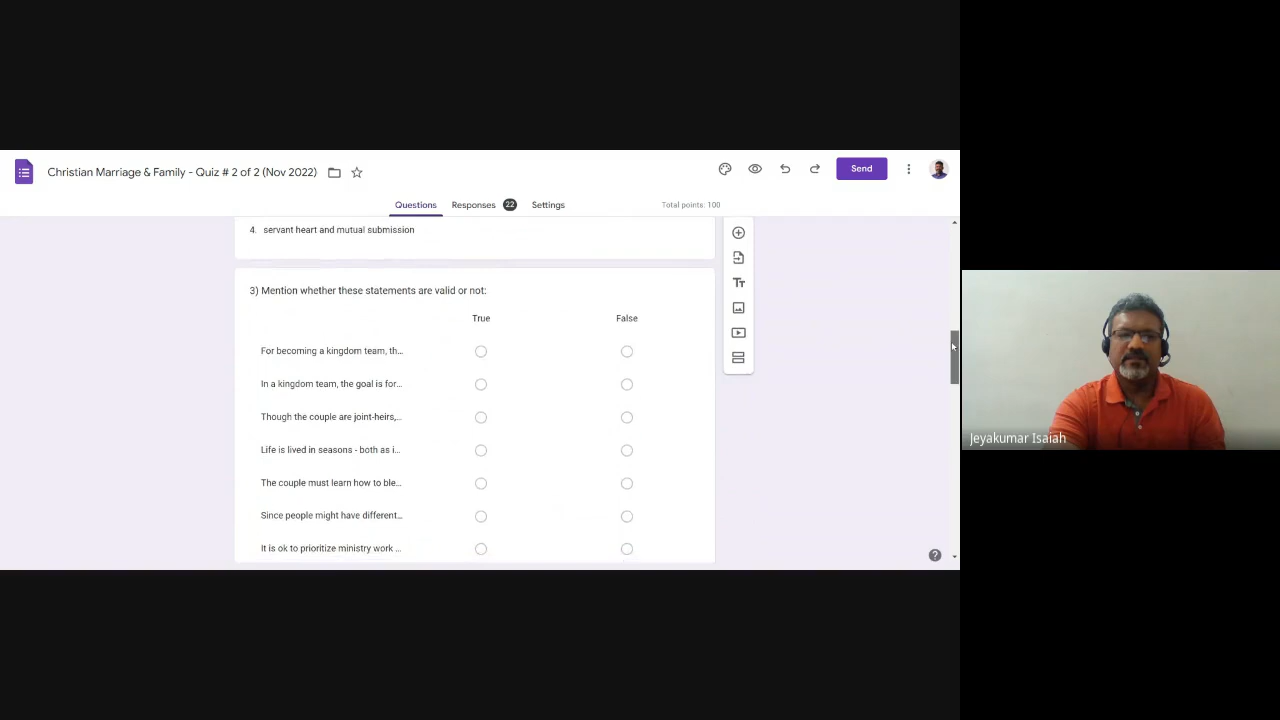 Christian Marriage & Family - Quiz # 2 of 2 (Nov 2022)
Send
Questions Responses 22 Settings Total points: 100
4. servant heart and mutual submission
3) Mention whether these statements are valid or not:
True False
For becoming a kingdom team, th...
In a kingdom team, the goal is for...
Though the couple are joint-heirs,...
Life is lived in seasons - both as i...
The couple must learn how to ble...
Since people might have different...
It is ok to prioritize ministry work ...
Jeyakumar Isaiah